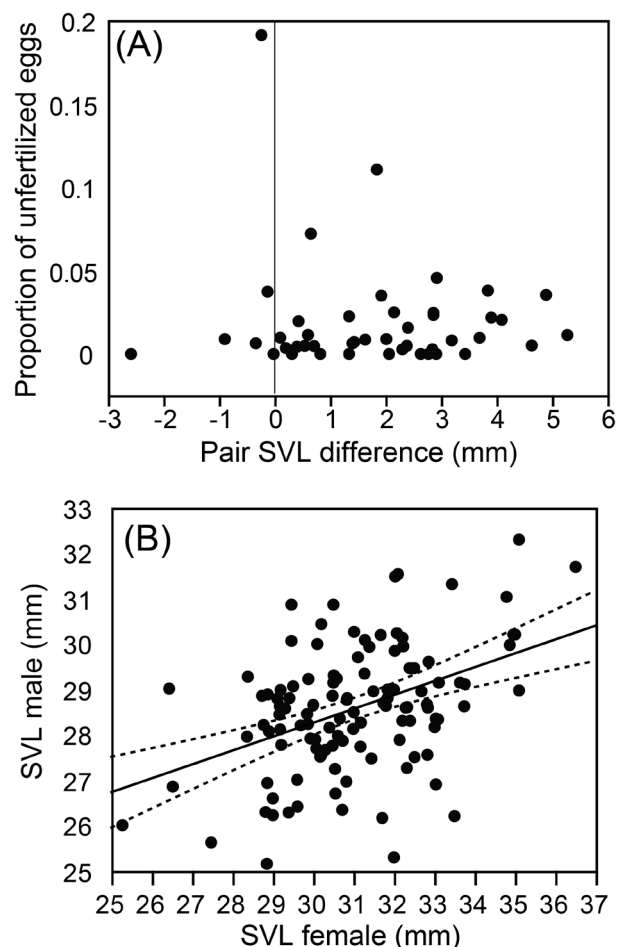 (A)
Proportion of unfertilized eggs
0.2
0.15
0.1
0.05
0
-3 -2 -1 0 1 2 3 4 5 6
Pair SVL difference (mm)
(B)
SVL male (mm)
33
32
31
30
29
28
27
26
25
25 26 27 28 29 30 31 32 33 34 35 36 37
SVL female (mm)